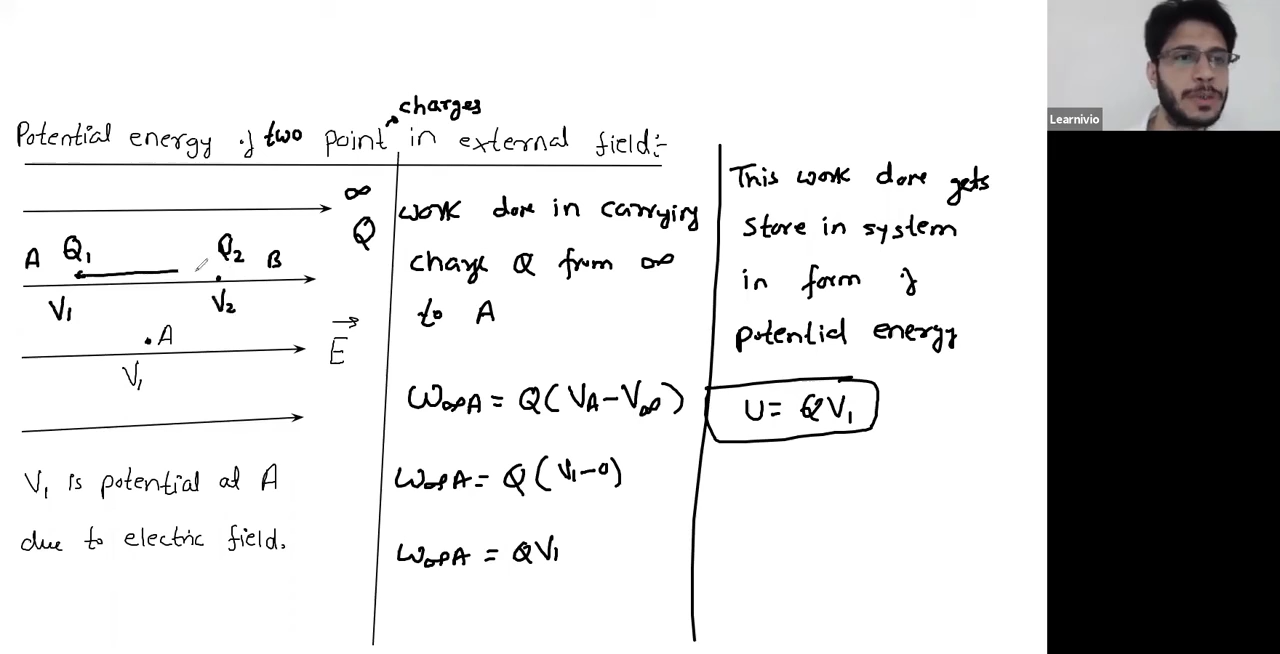 charges
Potential energy of two point in external field:-
∞
Q
A Q₁ Q₂ B
V₁ V₂
A
E
V₁
V₁ is potential at A
due to electric field.
work done in carrying
charge Q from ∞
to A
W∞A = Q(VA-V∞)
W∞A = Q(V₁-0)
W∞A = QV₁
This work done gets
store in system
in form of
potential energy
U= QV₁
Learnivio